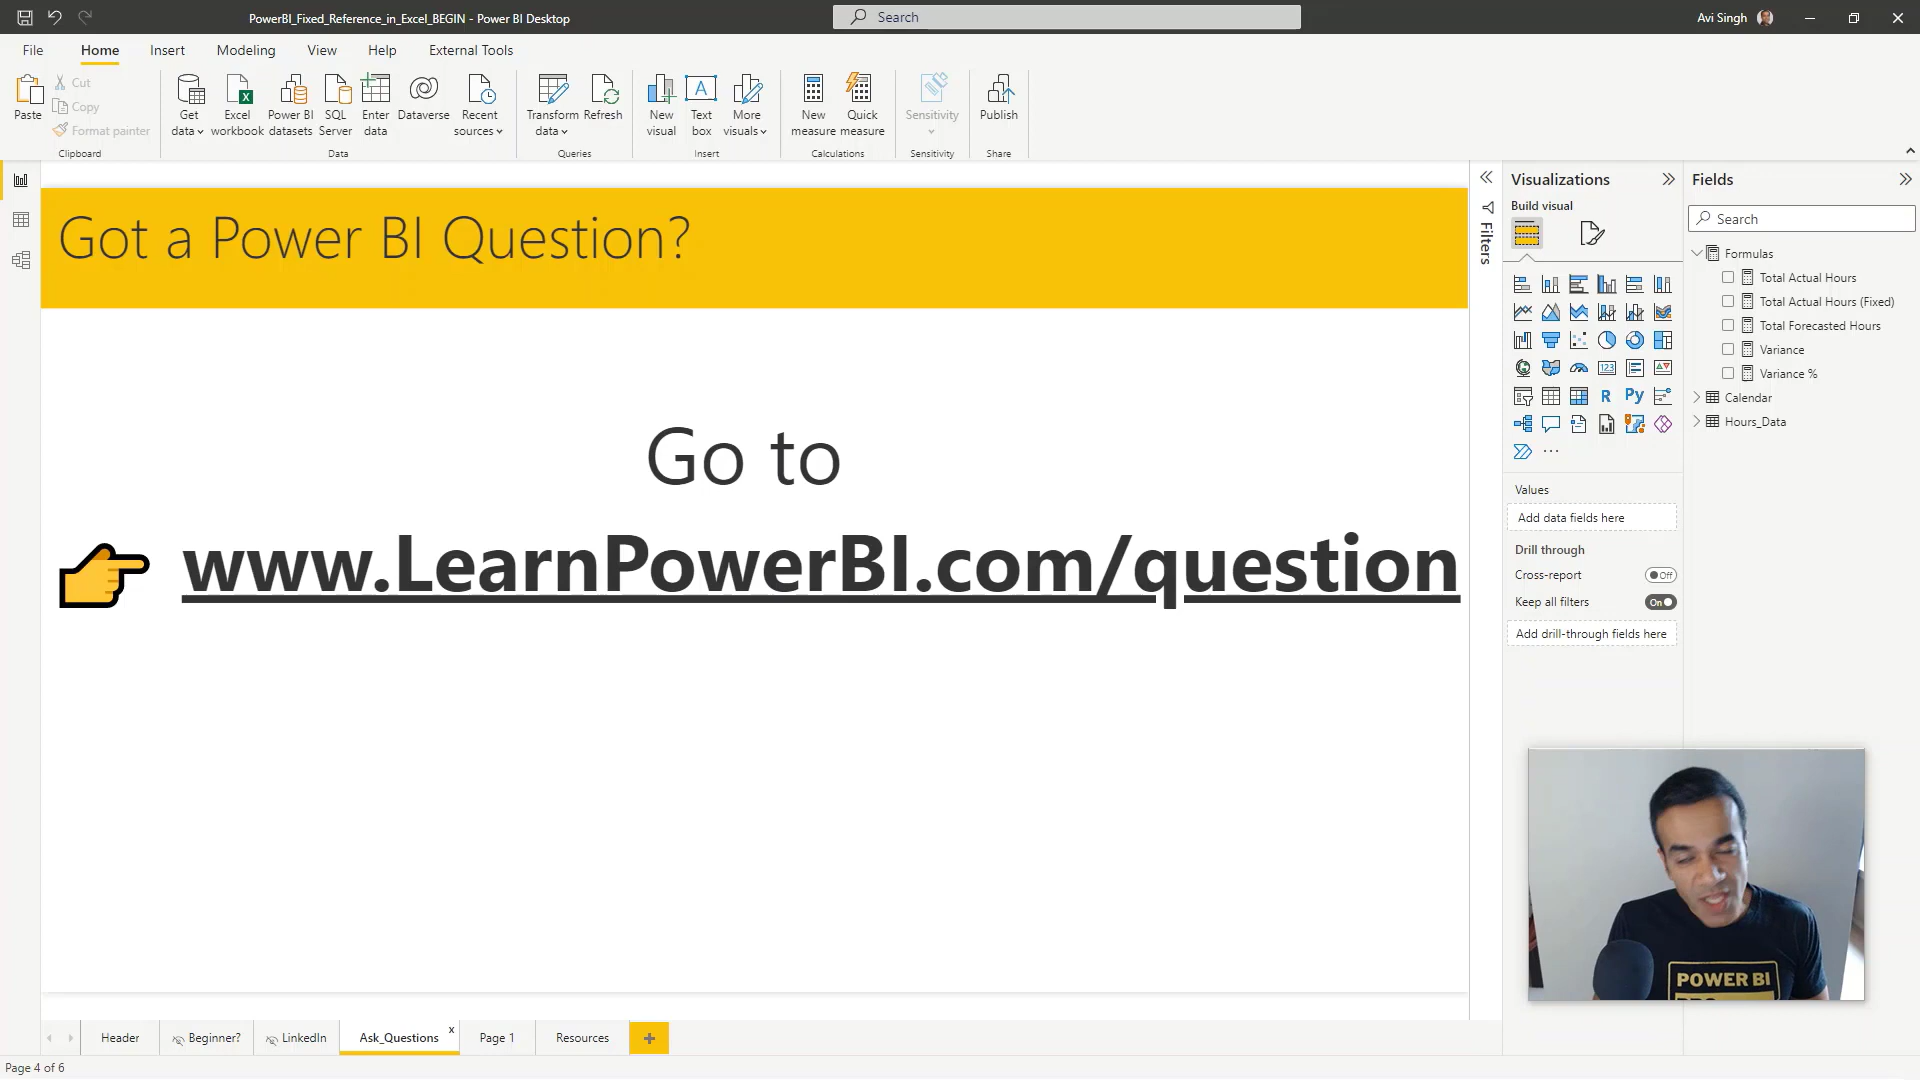 PowerBI_Fixed_Reference_in_Excel_BEGIN - Power BI Desktop
Search
Avi Singh
File
Home
Insert
Modeling
View
Help
External Tools
Paste
Cut
Copy
Format painter
Clipboard
Get data
Excel workbook
Power BI datasets
SQL Server
Enter data
Dataverse
Recent sources
Data
Transform data
Refresh
Queries
New visual
Text box
More visuals
Insert
New measure
Quick measure
Calculations
Sensitivity
Sensitivity
Publish
Share
Got a Power BI Question?
Go to
www.LearnPowerBI.com/question
Filters
Visualizations
Build visual
123
R
Py
Values
Add data fields here
Drill through
Cross-report
Off
Keep all filters
On
Add drill-through fields here
Fields
Search
Formulas
Total Actual Hours
Total Actual Hours (Fixed)
Total Forecasted Hours
Variance
Variance %
Calendar
Hours_Data
POWER BI
Header
Beginner?
LinkedIn
Ask_Questions
x
Page 1
Resources
Page 4 of 6